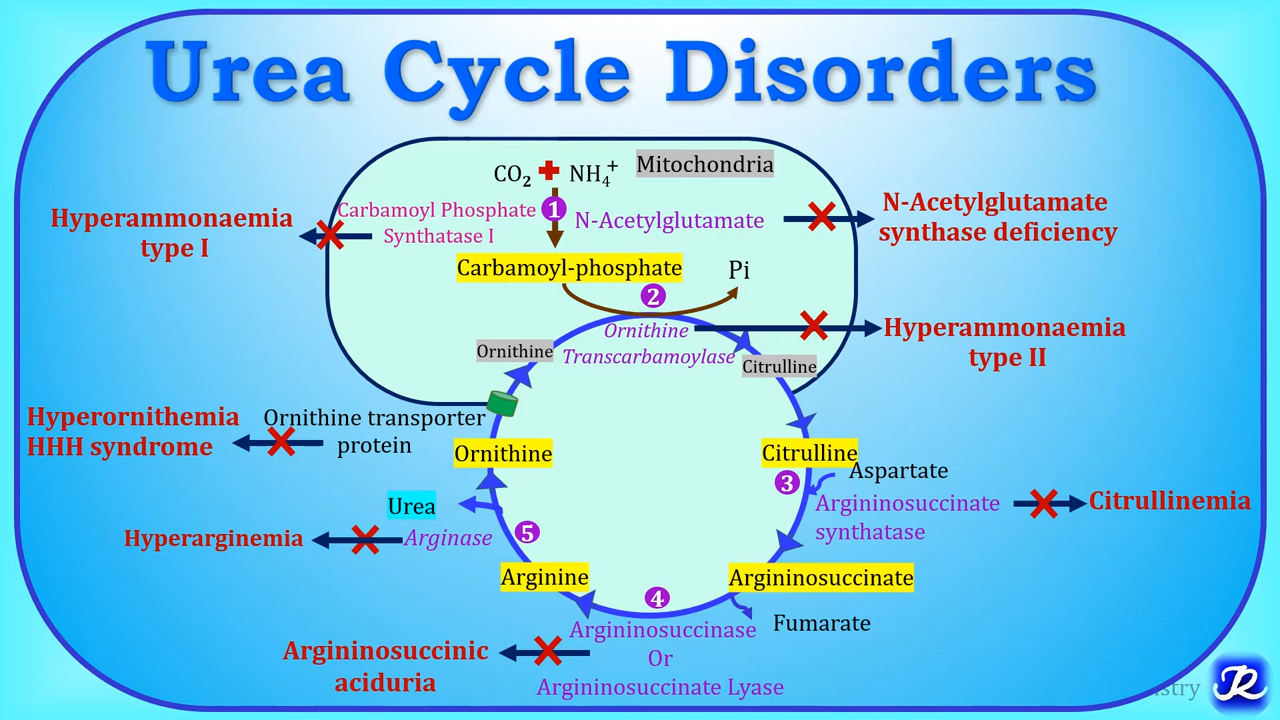 Urea Cycle Disorders
CO₂ + NH₄⁺
Mitochondria
Carbamoyl Phosphate
Synthatase I
1
N-Acetylglutamate
N-Acetylglutamate
synthase deficiency
Hyperammonaemia
type I
Carbamoyl-phosphate
Pi
2
Ornithine
Transcarbamoylase
Hyperammonaemia
type II
Ornithine
Citrulline
Hyperornithemia
HHH syndrome
Ornithine transporter
protein
Ornithine
Citrulline
3
Aspartate
Argininosuccinate
synthatase
Citrullinemia
Urea
Hyperarginemia
Arginase
5
Arginine
Argininosuccinate
4
Fumarate
Argininosuccinase
Or
Argininosuccinate Lyase
Argininosuccinic
aciduria
JR